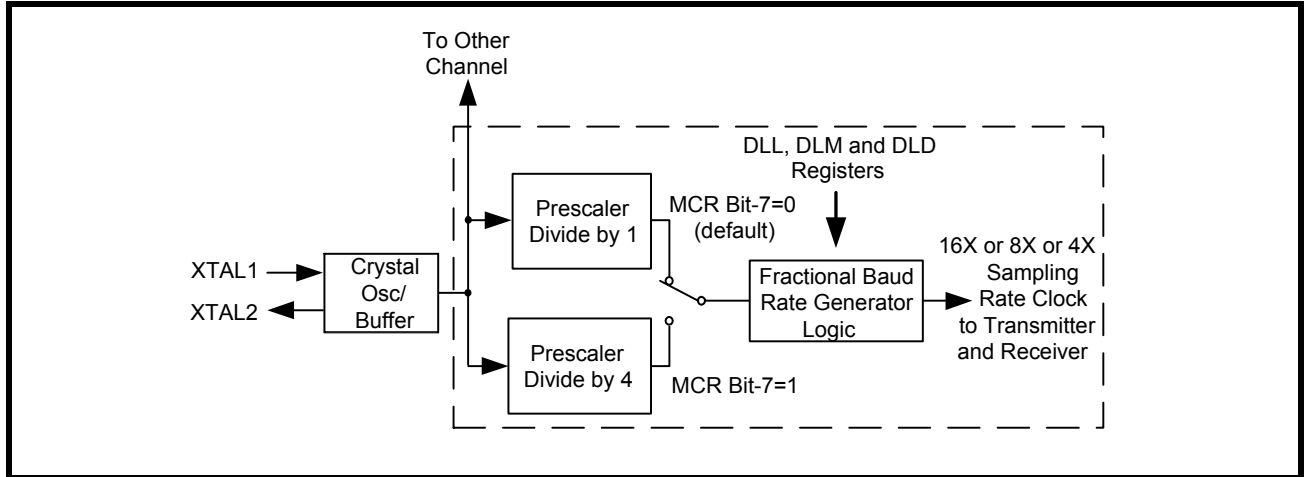 To Other
Channel
DLL, DLM and DLD
Registers
Prescaler
Divide by 1
MCR Bit-7=0
(default)
16X or 8X or 4X
Sampling
Rate Clock
to Transmitter
and Receiver
XTAL1
XTAL2
Crystal
Osc/
Buffer
Fractional Baud
Rate Generator
Logic
Prescaler
Divide by 4
MCR Bit-7=1